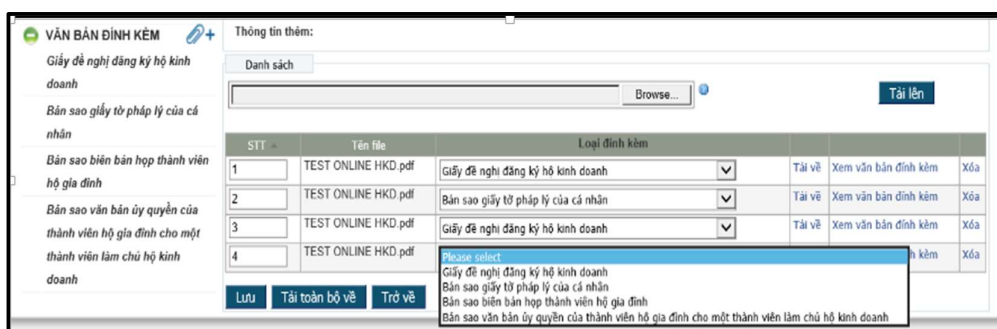 VĂN BẢN ĐÍNH KÈM
Giấy đề nghị đăng ký hộ kinh
doanh
Bản sao giấy tờ pháp lý của cá
nhân
Bản sao biên bản họp thành viên
hộ gia đình
Bản sao văn bản ủy quyền của
thành viên hộ gia đình cho một
thành viên làm chủ hộ kinh
doanh
Thông tin thêm:
Danh sách
Browse...
Tải lên
STT Tên file Loại đính kèm
1 TEST ONLINE HKD.pdf Giấy đề nghị đăng ký hộ kinh doanh Tải về Xem văn bản đính kèm Xóa
2 TEST ONLINE HKD.pdf Bản sao giấy tờ pháp lý của cá nhân Tải về Xem văn bản đính kèm Xóa
3 TEST ONLINE HKD.pdf Giấy đề nghị đăng ký hộ kinh doanh Tải về Xem văn bản đính kèm Xóa
4 TEST ONLINE HKD.pdf Please select kèm Xóa
Giấy đề nghị đăng ký hộ kinh doanh
Bản sao giấy tờ pháp lý của cá nhân
Bản sao biên bản họp thành viên hộ gia đình
Bản sao văn bản ủy quyền của thành viên hộ gia đình cho một thành viên làm chủ hộ kinh doanh
Lưu Tải toàn bộ về Trở về